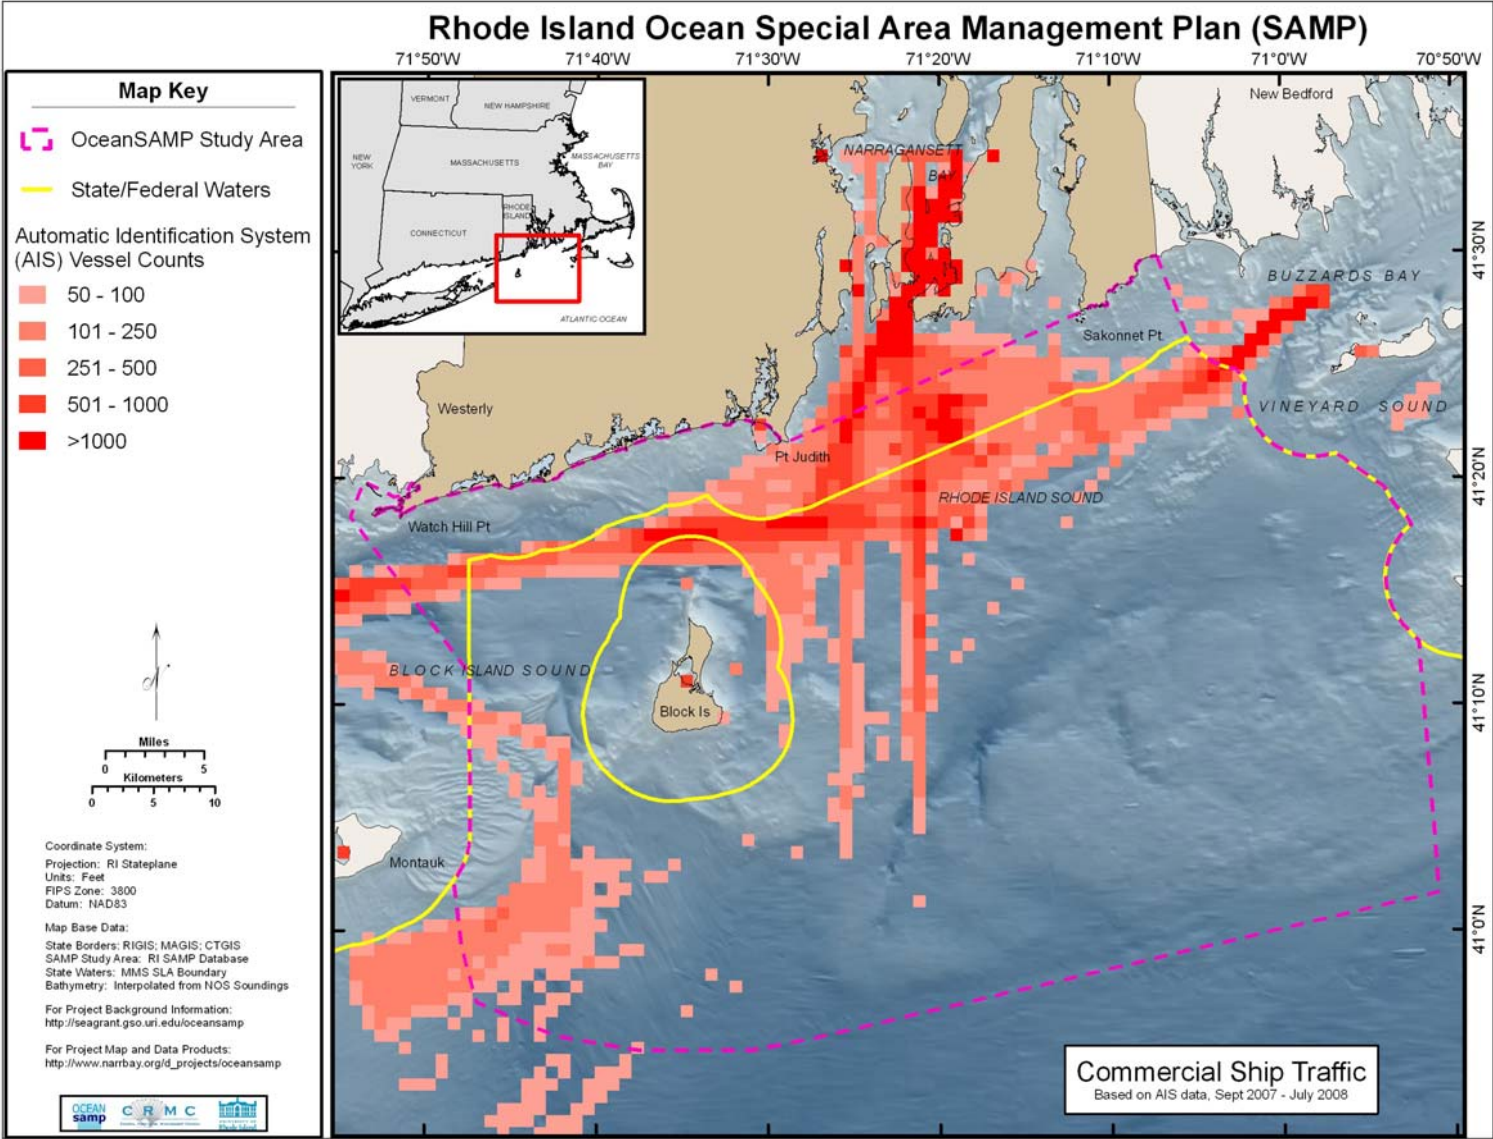 Rhode Island Ocean Special Area Management Plan (SAMP)
71°50'W 71°40'W 71°30'W 71°20'W 71°10'W 71°0'W 70°50'W
Map Key
OceanSAMP Study Area
State/Federal Waters
Automatic Identification System
(AIS) Vessel Counts
50 - 100
101 - 250
251 - 500
501 - 1000
>1000
Miles
0 5
Kilometers
0 5 10
Coordinate System:
Projection: RI Stateplane
Units: Feet
FIPS Zone: 3800
Datum: NAD83
Map Base Data:
State Borders: RIGIS; MAGIS; CTGIS
SAMP Study Area: RI SAMP Database
State Waters: MMS SLA Boundary
Bathymetry: Interpolated from NOS Soundings
For Project Background Information:
http://seagrant.gso.uri.edu/oceansamp
For Project Map and Data Products:
http://www.narrbay.org/d_projects/oceansamp
OCEAN
samp
CRMC
VERMONT
NEW HAMPSHIRE
NEW
YORK
MASSACHUSETTS
MASSACHUSETTS
BAY
RHODE
ISLAND
CONNECTICUT
ATLANTIC OCEAN
New Bedford
NARRAGANSETT
BAY
BUZZARDS BAY
Sakonnet Pt.
VINEYARD SOUND
Westerly
Pt Judith
RHODE ISLAND SOUND
Watch Hill Pt
BLOCK ISLAND SOUND
Block Is
Montauk
41°30'N
41°20'N
41°10'N
41°0'N
Commercial Ship Traffic
Based on AIS data, Sept 2007 - July 2008